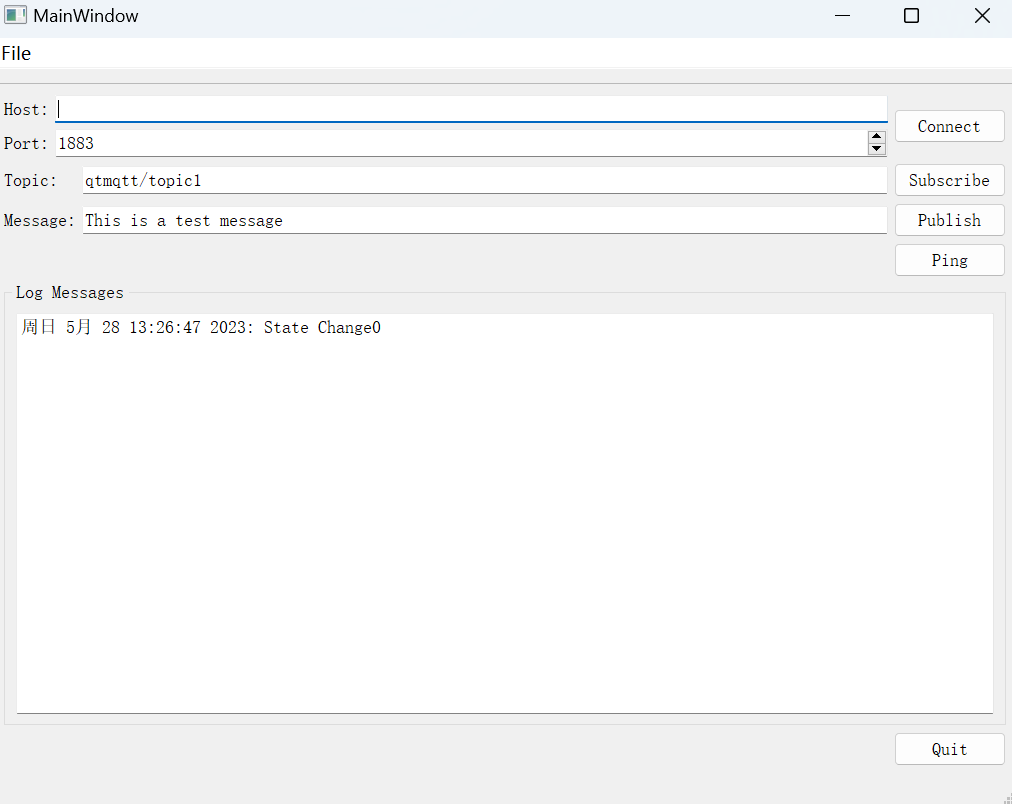 MainWindow
File
Host:
Connect
Port: 1883
Topic: qtmqtt/topic1 Subscribe
Message: This is a test message Publish
Ping
Log Messages
周日 5月 28 13:26:47 2023: State Change0
Quit